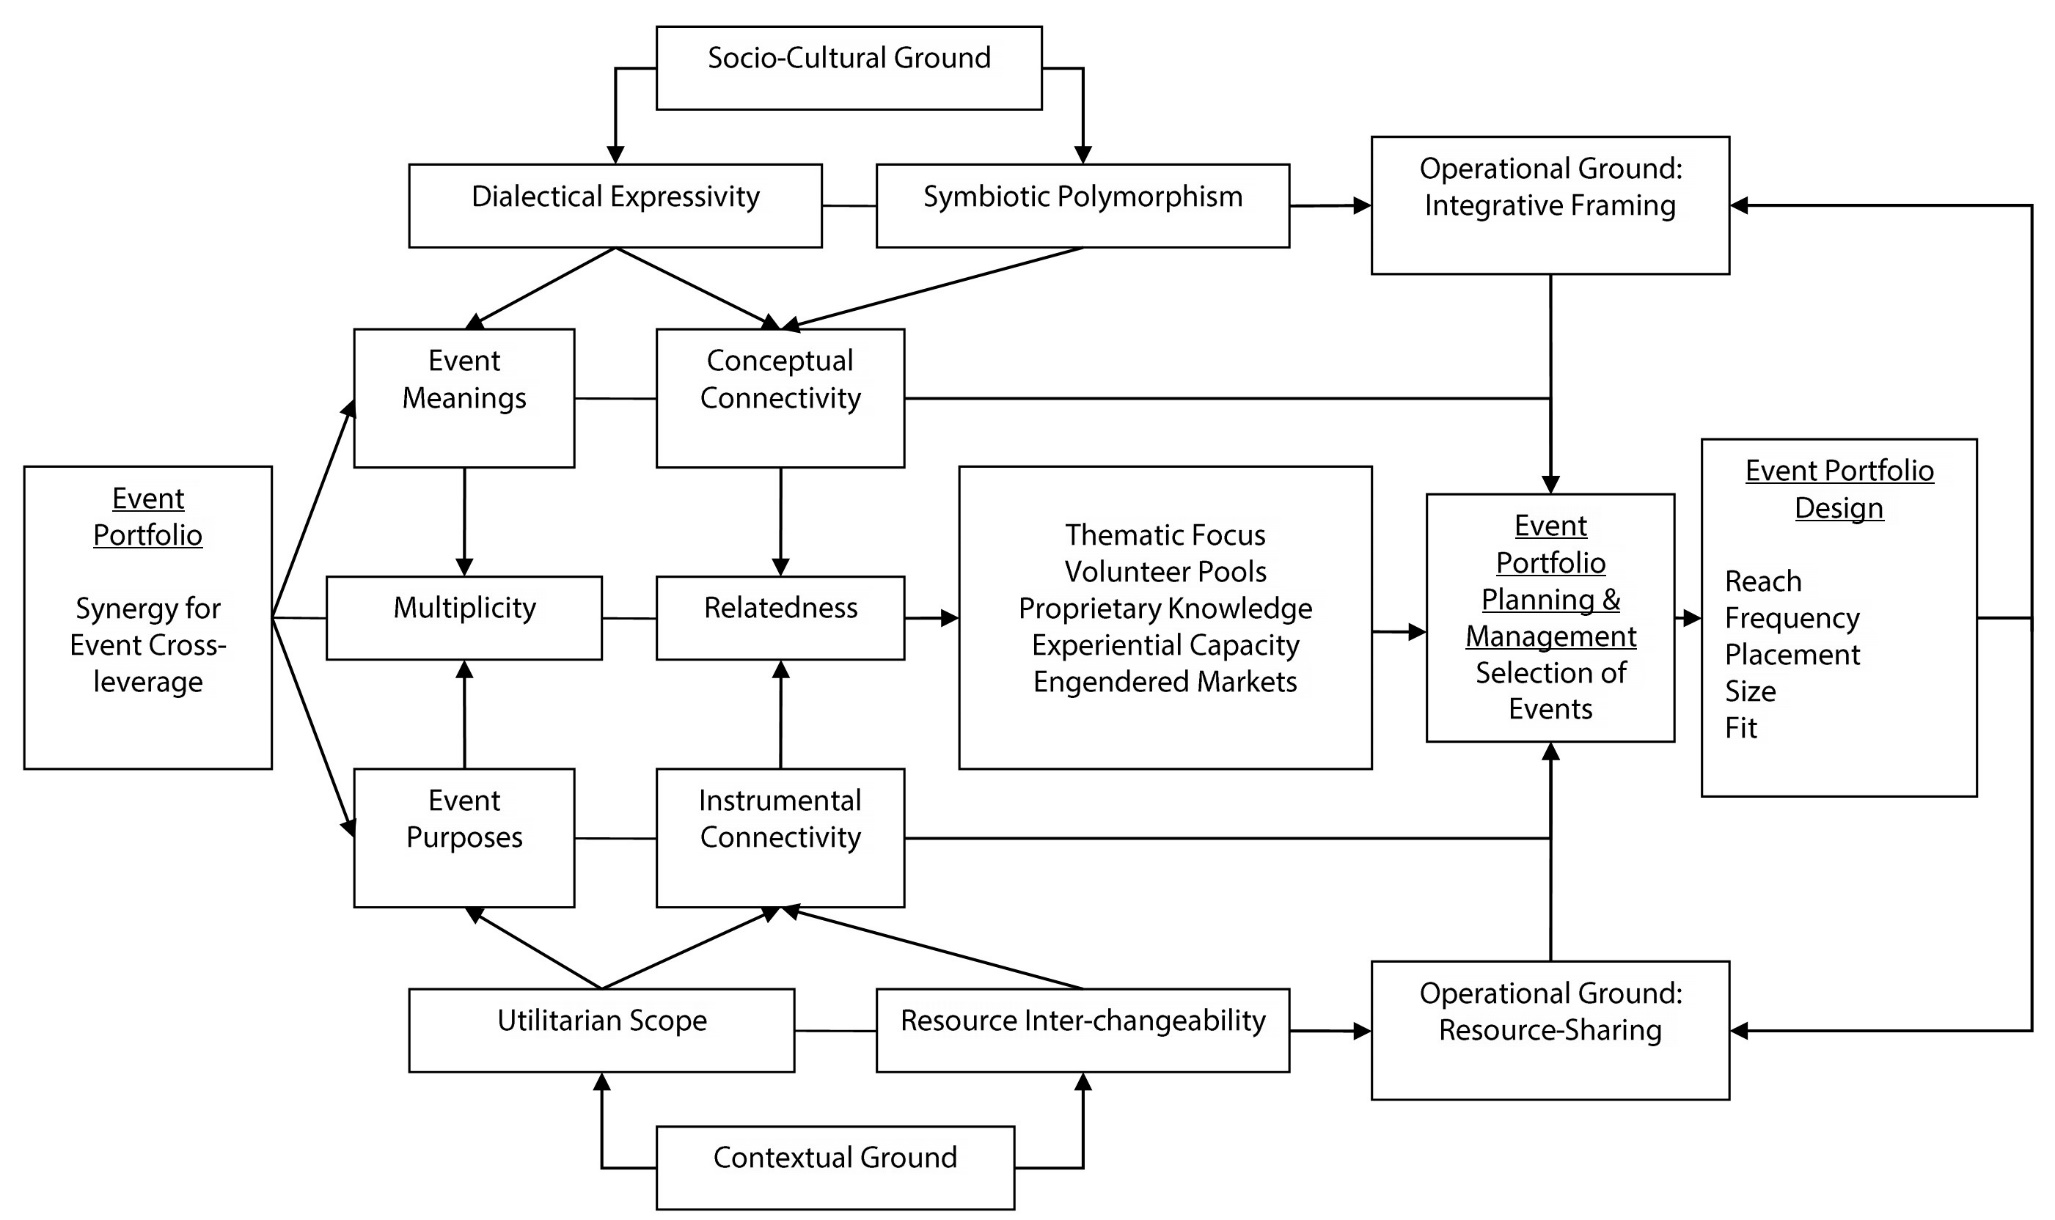 Socio-Cultural Ground
Dialectical Expressivity
Symbiotic Polymorphism
Operational Ground:
Integrative Framing
Event
Meanings
Conceptual
Connectivity
Event
Portfolio
Synergy for
Event Cross-
leverage
Multiplicity
Relatedness
Thematic Focus
Volunteer Pools
Proprietary Knowledge
Experiential Capacity
Engendered Markets
Event
Portfolio
Planning &
Management
Selection of
Events
Event Portfolio
Design
Reach
Frequency
Placement
Size
Fit
Event
Purposes
Instrumental
Connectivity
Utilitarian Scope
Resource Inter-changeability
Operational Ground:
Resource-Sharing
Contextual Ground